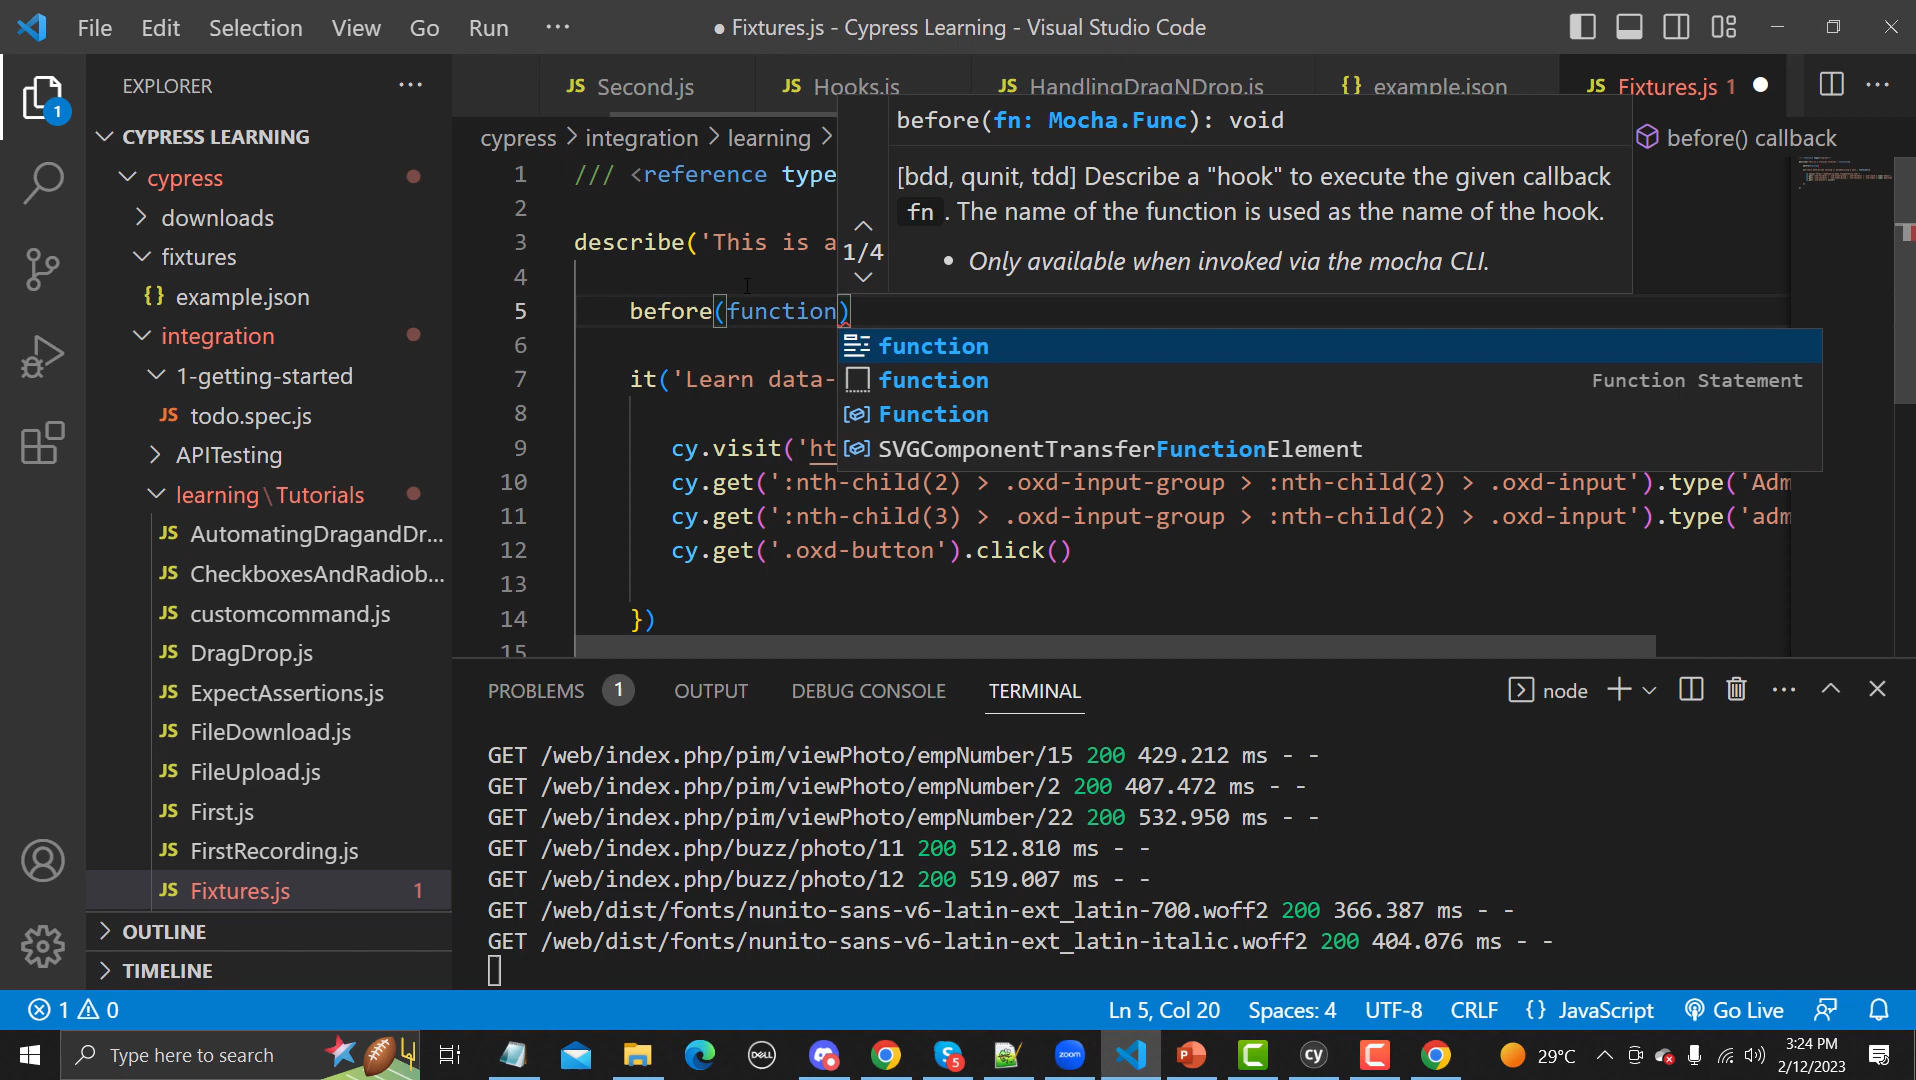 File Edit Selection View Go Run ··· ● Fixtures.js - Cypress Learning - Visual Studio Code
EXPLORER ···
CYPRESS LEARNING
cypress
downloads
fixtures
{} example.json
integration
1-getting-started
JS todo.spec.js
APITesting
learning\Tutorials
JS AutomatingDragandDr...
JS CheckboxesAndRadiob...
JS customcommand.js
JS DragDrop.js
JS ExpectAssertions.js
JS FileDownload.js
JS FileUpload.js
JS First.js
JS FirstRecording.js
JS Fixtures.js 1
OUTLINE
TIMELINE
1
JS Second.js JS Hooks.js JS HandlingDragNDrop.js {} example.json JS Fixtures.js 1 ●
cypress > integration > learning > before() callback
before(fn: Mocha.Func): void
[bdd, qunit, tdd] Describe a "hook" to execute the given callback
fn . The name of the function is used as the name of the hook.
• Only available when invoked via the mocha CLI.
1/4
1 /// <reference type
2
3 describe('This is a
4
5 before(function)
6
7 it('Learn data-
8
9 cy.visit('ht
10 cy.get(':nth-child(2) > .oxd-input-group > :nth-child(2) > .oxd-input').type('Adm
11 cy.get(':nth-child(3) > .oxd-input-group > :nth-child(2) > .oxd-input').type('adm
12 cy.get('.oxd-button').click()
13
14 })
15
function
function Function Statement
Function
SVGComponentTransferFunctionElement
PROBLEMS 1 OUTPUT DEBUG CONSOLE TERMINAL node
GET /web/index.php/pim/viewPhoto/empNumber/15 200 429.212 ms - -
GET /web/index.php/pim/viewPhoto/empNumber/2 200 407.472 ms - -
GET /web/index.php/pim/viewPhoto/empNumber/22 200 532.950 ms - -
GET /web/index.php/buzz/photo/11 200 512.810 ms - -
GET /web/index.php/buzz/photo/12 200 519.007 ms - -
GET /web/dist/fonts/nunito-sans-v6-latin-ext_latin-700.woff2 200 366.387 ms - -
GET /web/dist/fonts/nunito-sans-v6-latin-ext_latin-italic.woff2 200 404.076 ms - -
1 0 Ln 5, Col 20 Spaces: 4 UTF-8 CRLF {} JavaScript Go Live
Type here to search DELL 5 zoom P C cy C 29°C 3:24 PM
2/12/2023